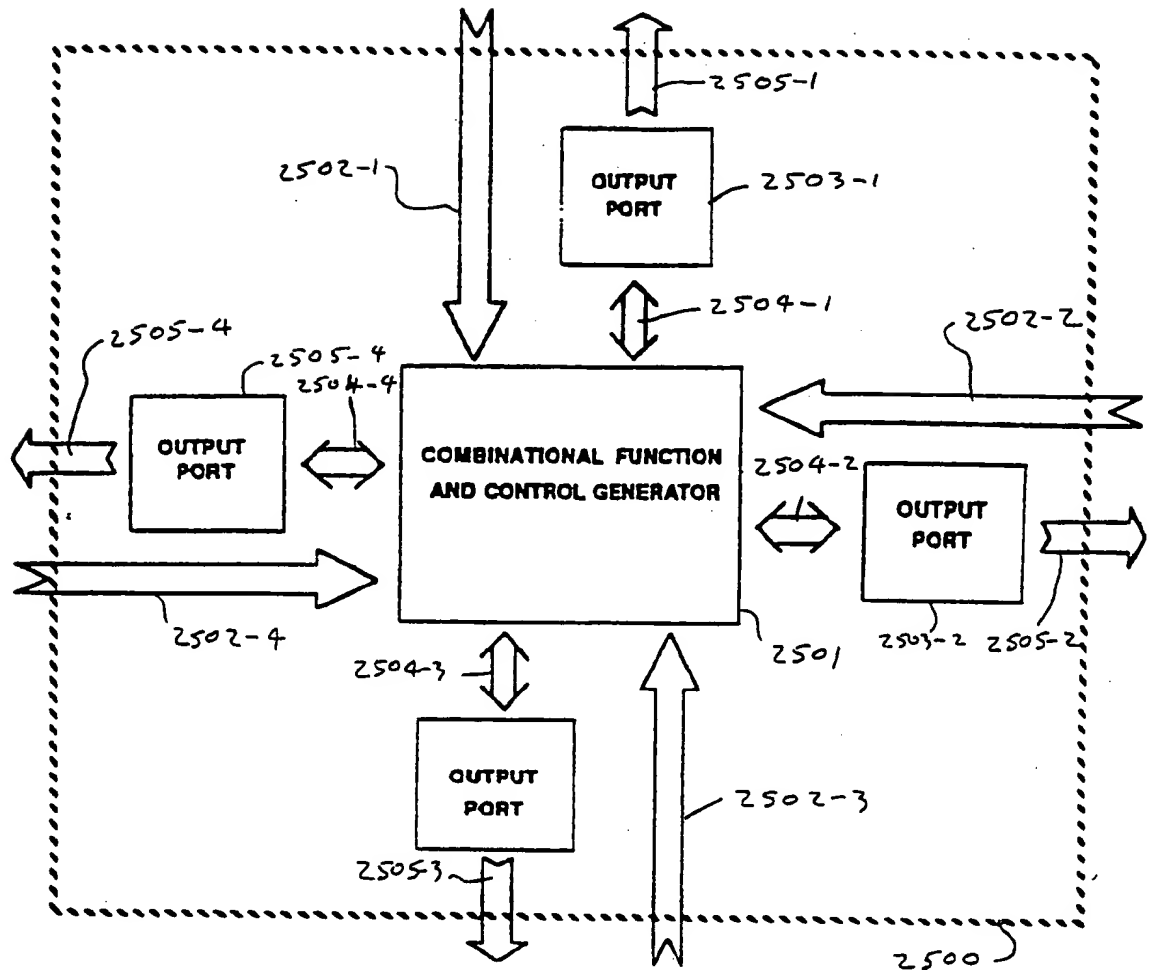 2505-1
2502-1
OUTPUT
PORT
2503-1
2504-1
2505-4
2505-4
2504-4
2502-2
OUTPUT
PORT
COMBINATIONAL FUNCTION
AND CONTROL GENERATOR
2504-2
OUTPUT
PORT
2502-4
2504-3
2501
2503-2
2505-2
OUTPUT
PORT
2502-3
2505-3
2500